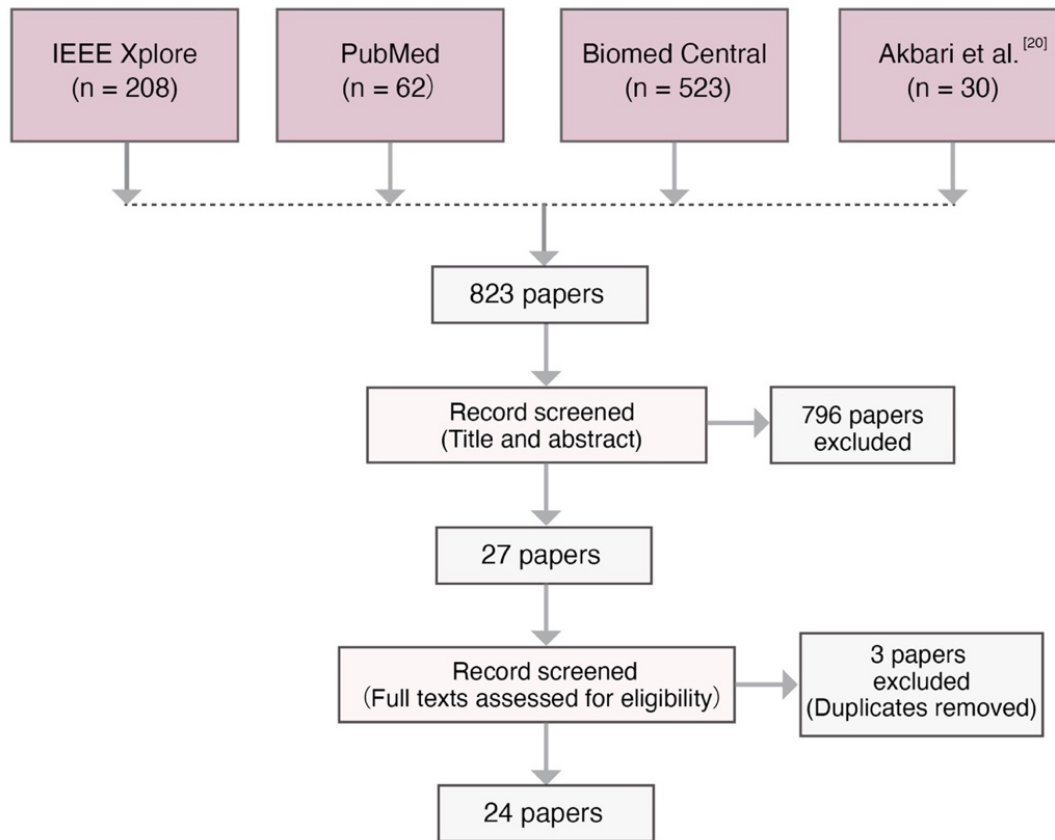 IEEE Xplore
(n = 208)
PubMed
(n = 62)
Biomed Central
(n = 523)
Akbari et al. [20]
(n = 30)
823 papers
Record screened
(Title and abstract)
796 papers
excluded
27 papers
Record screened
(Full texts assessed for eligibility)
3 papers
excluded
(Duplicates removed)
24 papers